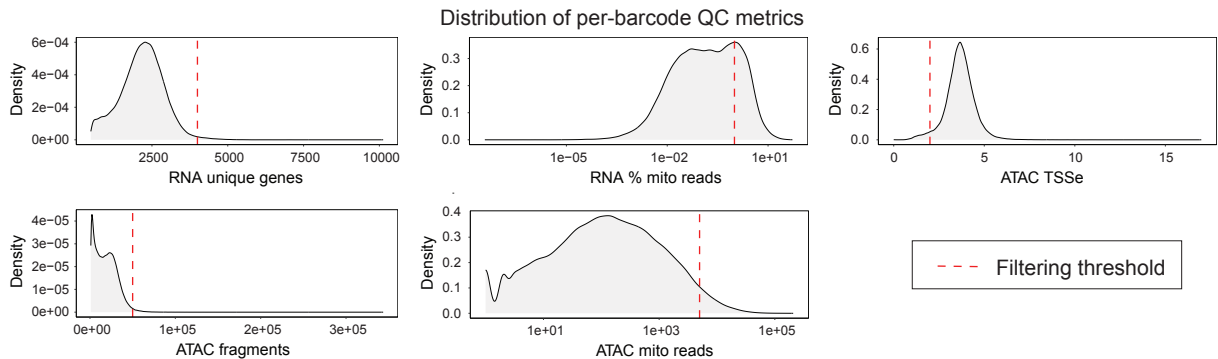 Distribution of per-barcode QC metrics
Density
6e−04
4e−04
2e−04
0e+00
2500 5000 7500 10000
RNA unique genes
Density
0.3
0.2
0.1
0.0
1e−05 1e−02 1e+01
RNA % mito reads
Density
0.6
0.4
0.2
0.0
0 5 10 15
ATAC TSSe
Density
4e−05
3e−05
2e−05
1e−05
0e+00
0e+00 1e+05 2e+05 3e+05
ATAC fragments
Density
0.4
0.3
0.2
0.1
0.0
1e+01 1e+03 1e+05
ATAC mito reads
Filtering threshold